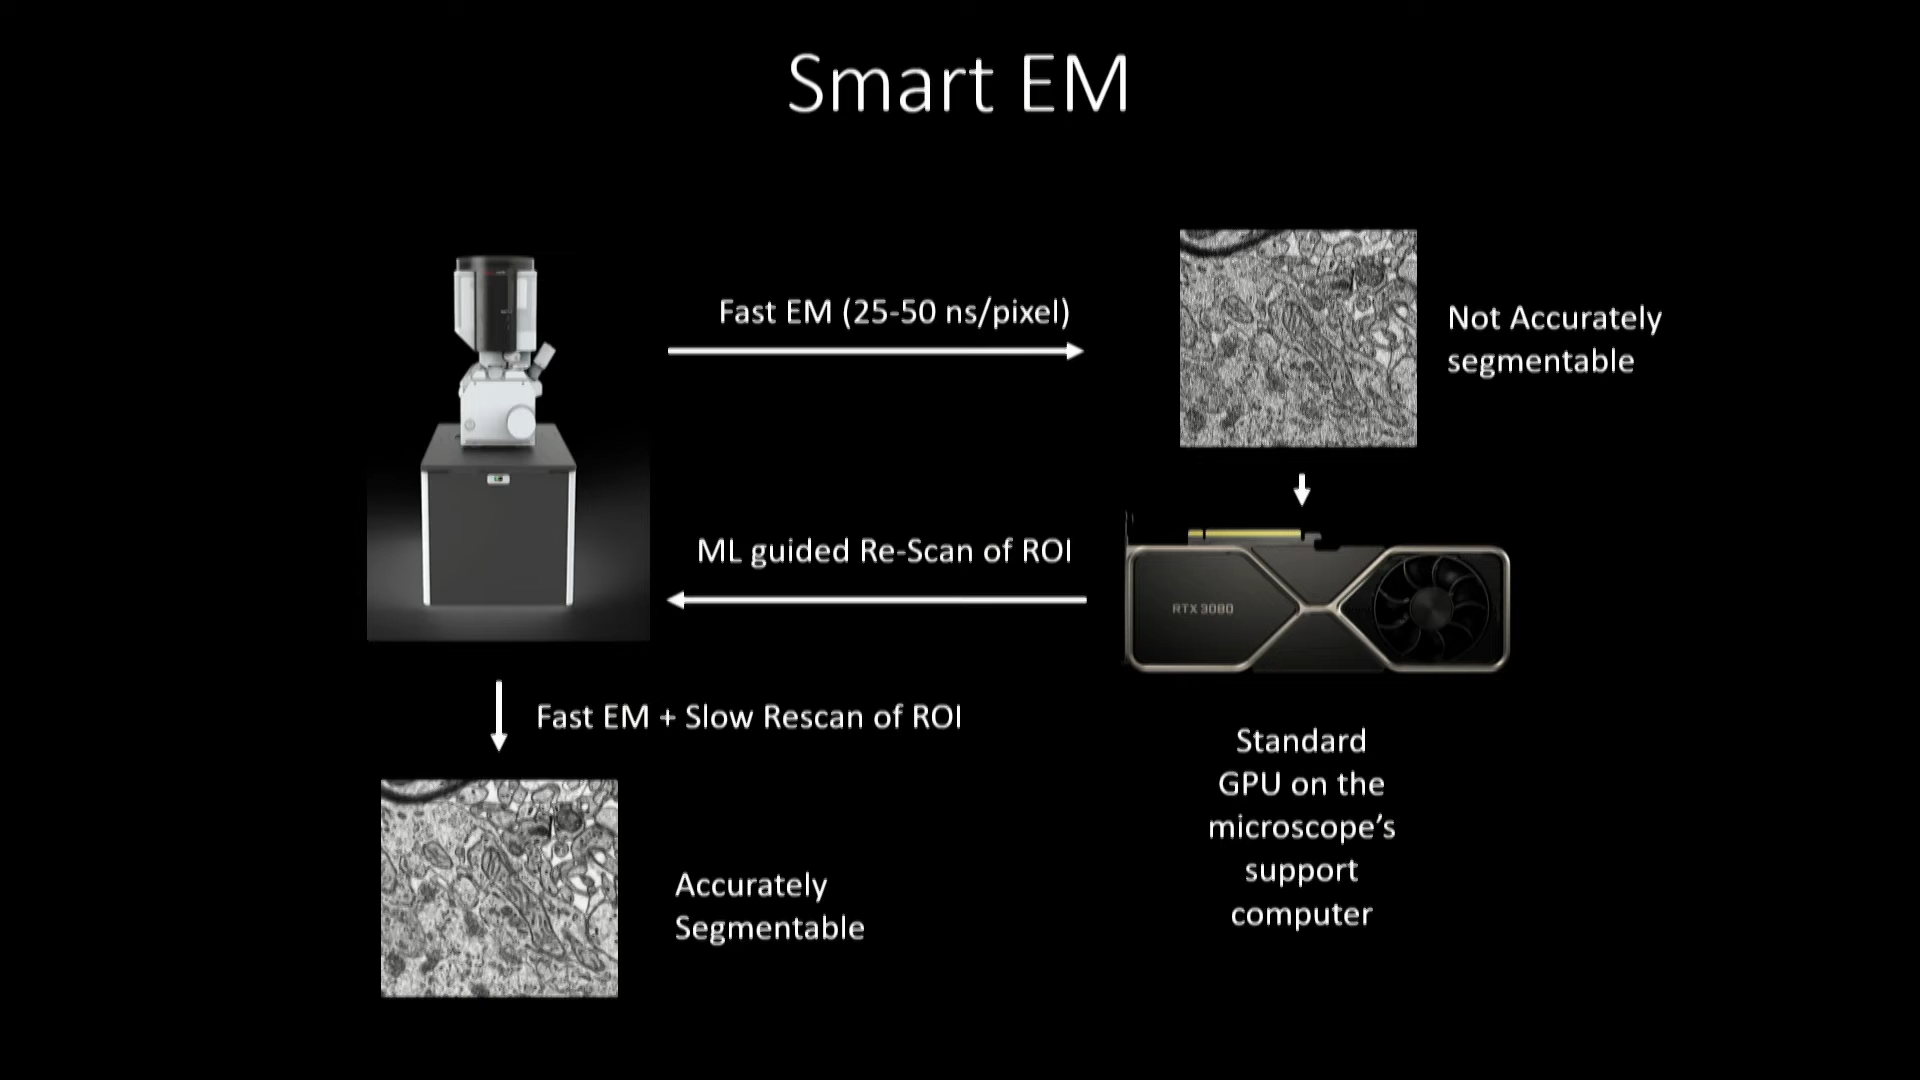 Smart EM
Fast EM (25-50 ns/pixel)
Not Accurately
segmentable
ML guided Re-Scan of ROI
RTX 3080
Fast EM + Slow Rescan of ROI
Standard
GPU on the
microscope's
support
computer
Accurately
Segmentable